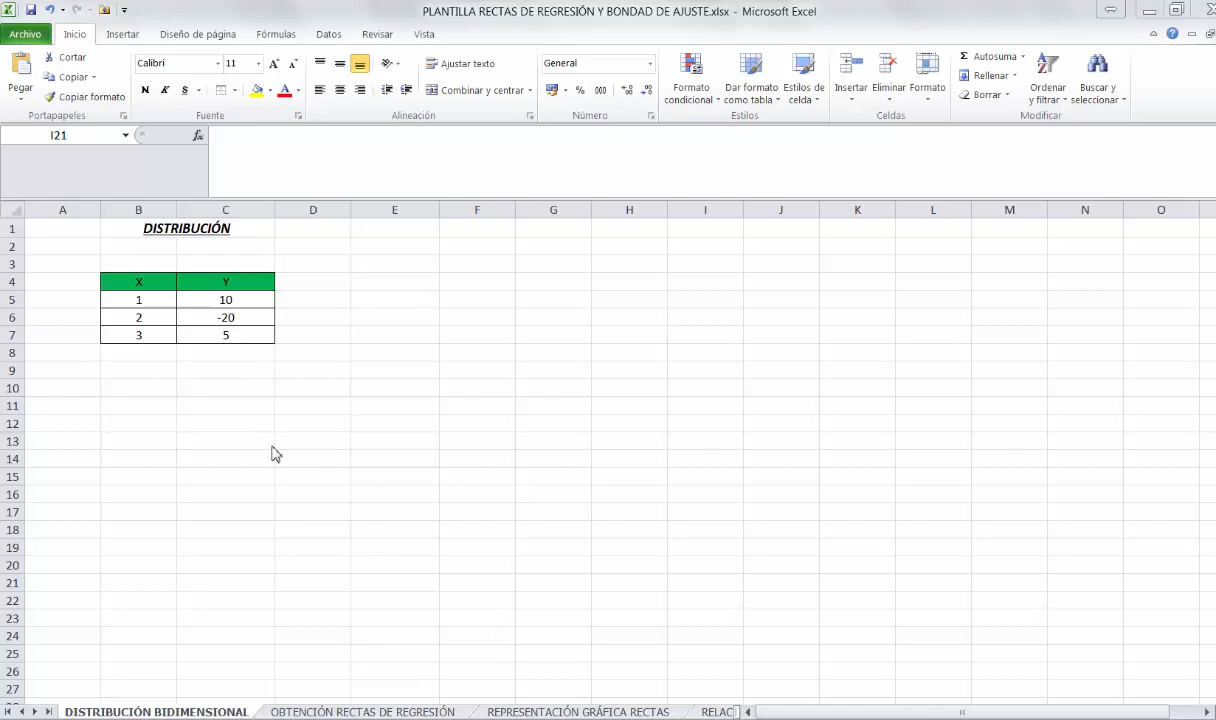 PLANTILLA RECTAS DE REGRESIÓN Y BONDAD DE AJUSTE.xlsx - Microsoft Excel
Archivo Inicio Insertar Diseño de página Fórmulas Datos Revisar Vista
Pegar
Cortar
Copiar
Copiar formato
Portapapeles
Calibri 11
N K S
Fuente
Ajustar texto
Combinar y centrar
Alineación
General
% 000
Número
Formato condicional
Dar formato como tabla
Estilos de celda
Estilos
Insertar Eliminar Formato
Celdas
Σ Autosuma
Rellenar
Borrar
Ordenar y filtrar
Buscar y seleccionar
Modificar
I21 fx
A B C D E F G H I J K L M N O
1 DISTRIBUCIÓN
2
3
4 X Y
5 1 10
6 2 -20
7 3 5
8
9
10
11
12
13
14
15
16
17
18
19
20
21
22
23
24
25
26
27
DISTRIBUCIÓN BIDIMENSIONAL OBTENCIÓN RECTAS DE REGRESIÓN REPRESENTACIÓN GRÁFICA RECTAS RELAC